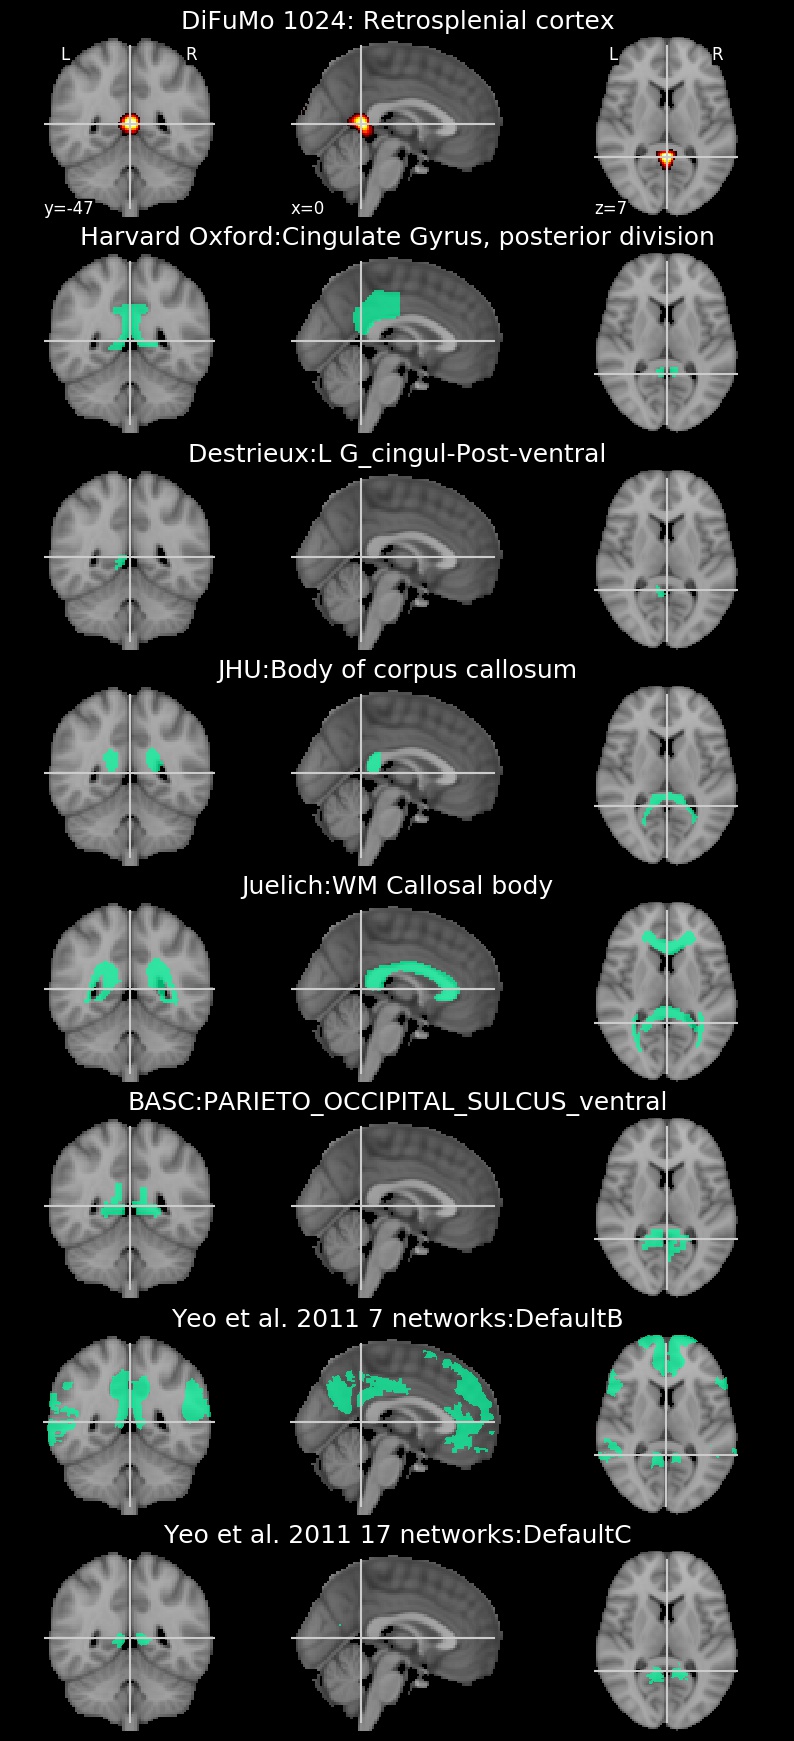 DiFuMo 1024: Retrosplenial cortex
L R L R
y=-47 x=0 z=7
Harvard Oxford:Cingulate Gyrus, posterior division
Destrieux:L G_cingul-Post-ventral
JHU:Body of corpus callosum
Juelich:WM Callosal body
BASC:PARIETO_OCCIPITAL_SULCUS_ventral
Yeo et al. 2011 7 networks:DefaultB
Yeo et al. 2011 17 networks:DefaultC